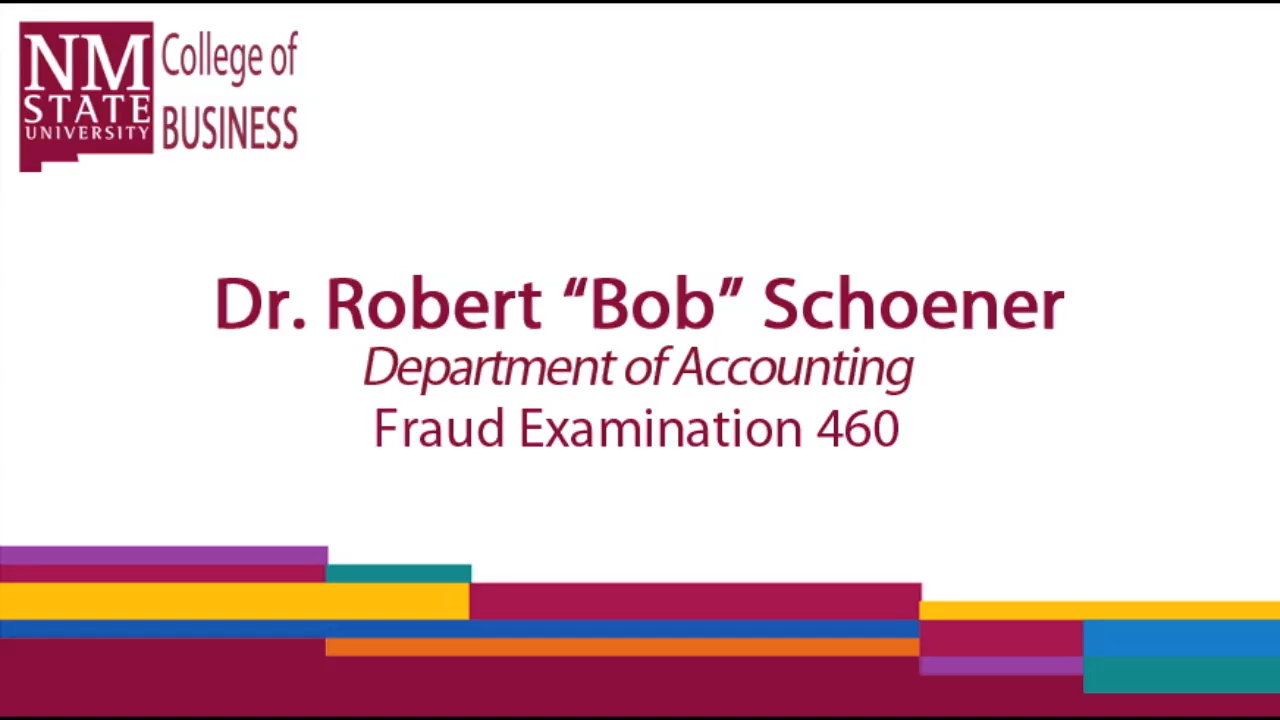 NM
STATE
UNIVERSITY
College of
BUSINESS
Dr. Robert “Bob” Schoener
Department of Accounting
Fraud Examination 460